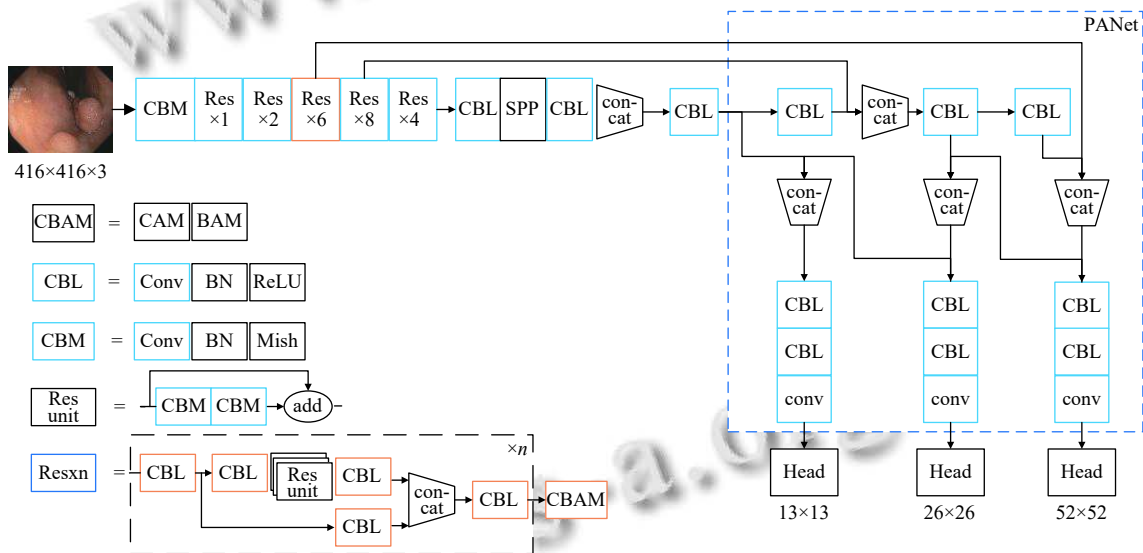 www
PANet
CBM
Res
×1
Res
×2
Res
×6
Res
×8
Res
×4
CBL
SPP
CBL
con-
cat
CBL
CBL
con-
cat
CBL
CBL
416×416×3
con-
cat
con-
cat
con-
cat
CBAM = CAM BAM
CBL = Conv BN ReLU
CBM = Conv BN Mish
Res
unit
=
CBM CBM add
Resxn =
×n
CBL CBL
Res
unit
CBL
con-
cat
CBL CBAM
CBL
CBL CBL CBL
CBL CBL CBL
conv conv conv
Head Head Head
13×13 26×26 52×52